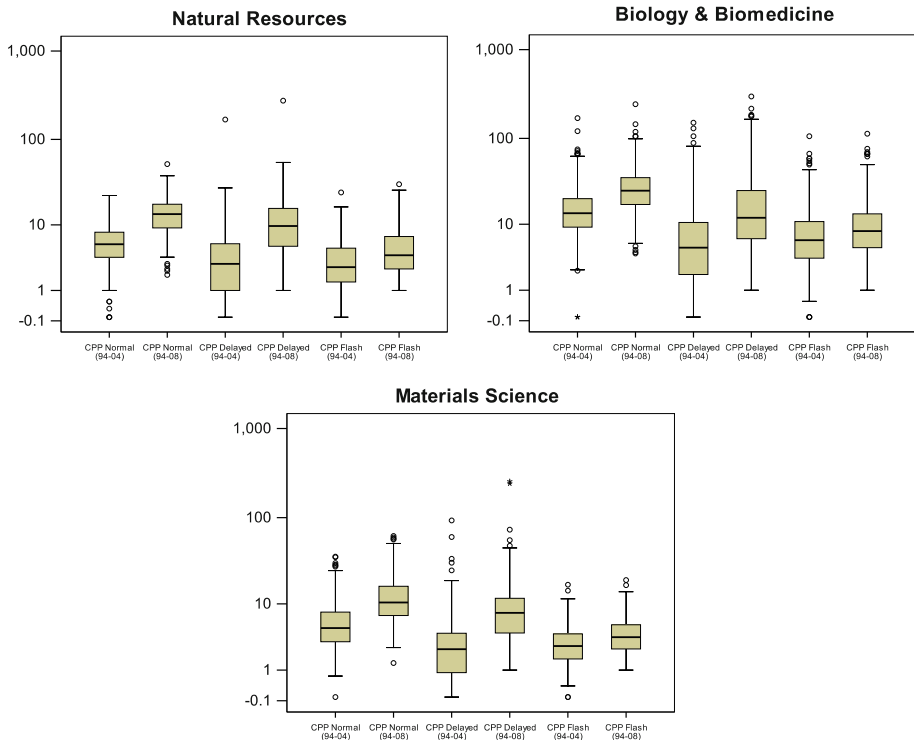 Natural Resources
1,000
100
10
1
-0.1
CPP Normal CPP Normal CPP Delayed CPP Delayed CPP Flash CPP Flash
(94-04) (94-08) (94-04) (94-08) (94-04) (94-08)
Biology & Biomedicine
1,000
100
10
1
-0.1
CPP Normal CPP Normal CPP Delayed CPP Delayed CPP Flash CPP Flash
(94-04) (94-08) (94-04) (94-08) (94-04) (94-08)
Materials Science
1,000
100
10
1
-0.1
CPP Normal CPP Normal CPP Delayed CPP Delayed CPP Flash CPP Flash
(94-04) (94-08) (94-04) (94-08) (94-04) (94-08)